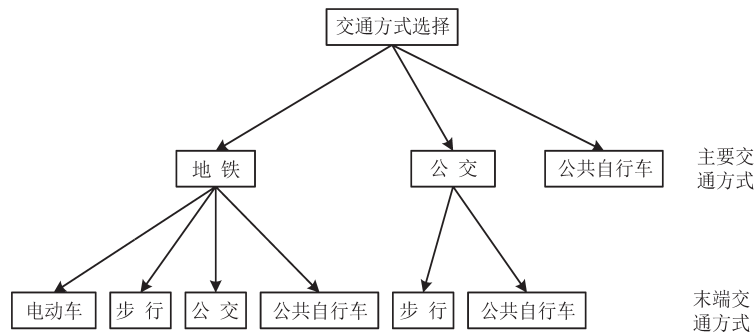 交通方式选择
地 铁
公 交
公共自行车
主要交
通方式
电动车
步 行
公 交
公共自行车
步 行
公共自行车
末端交
通方式